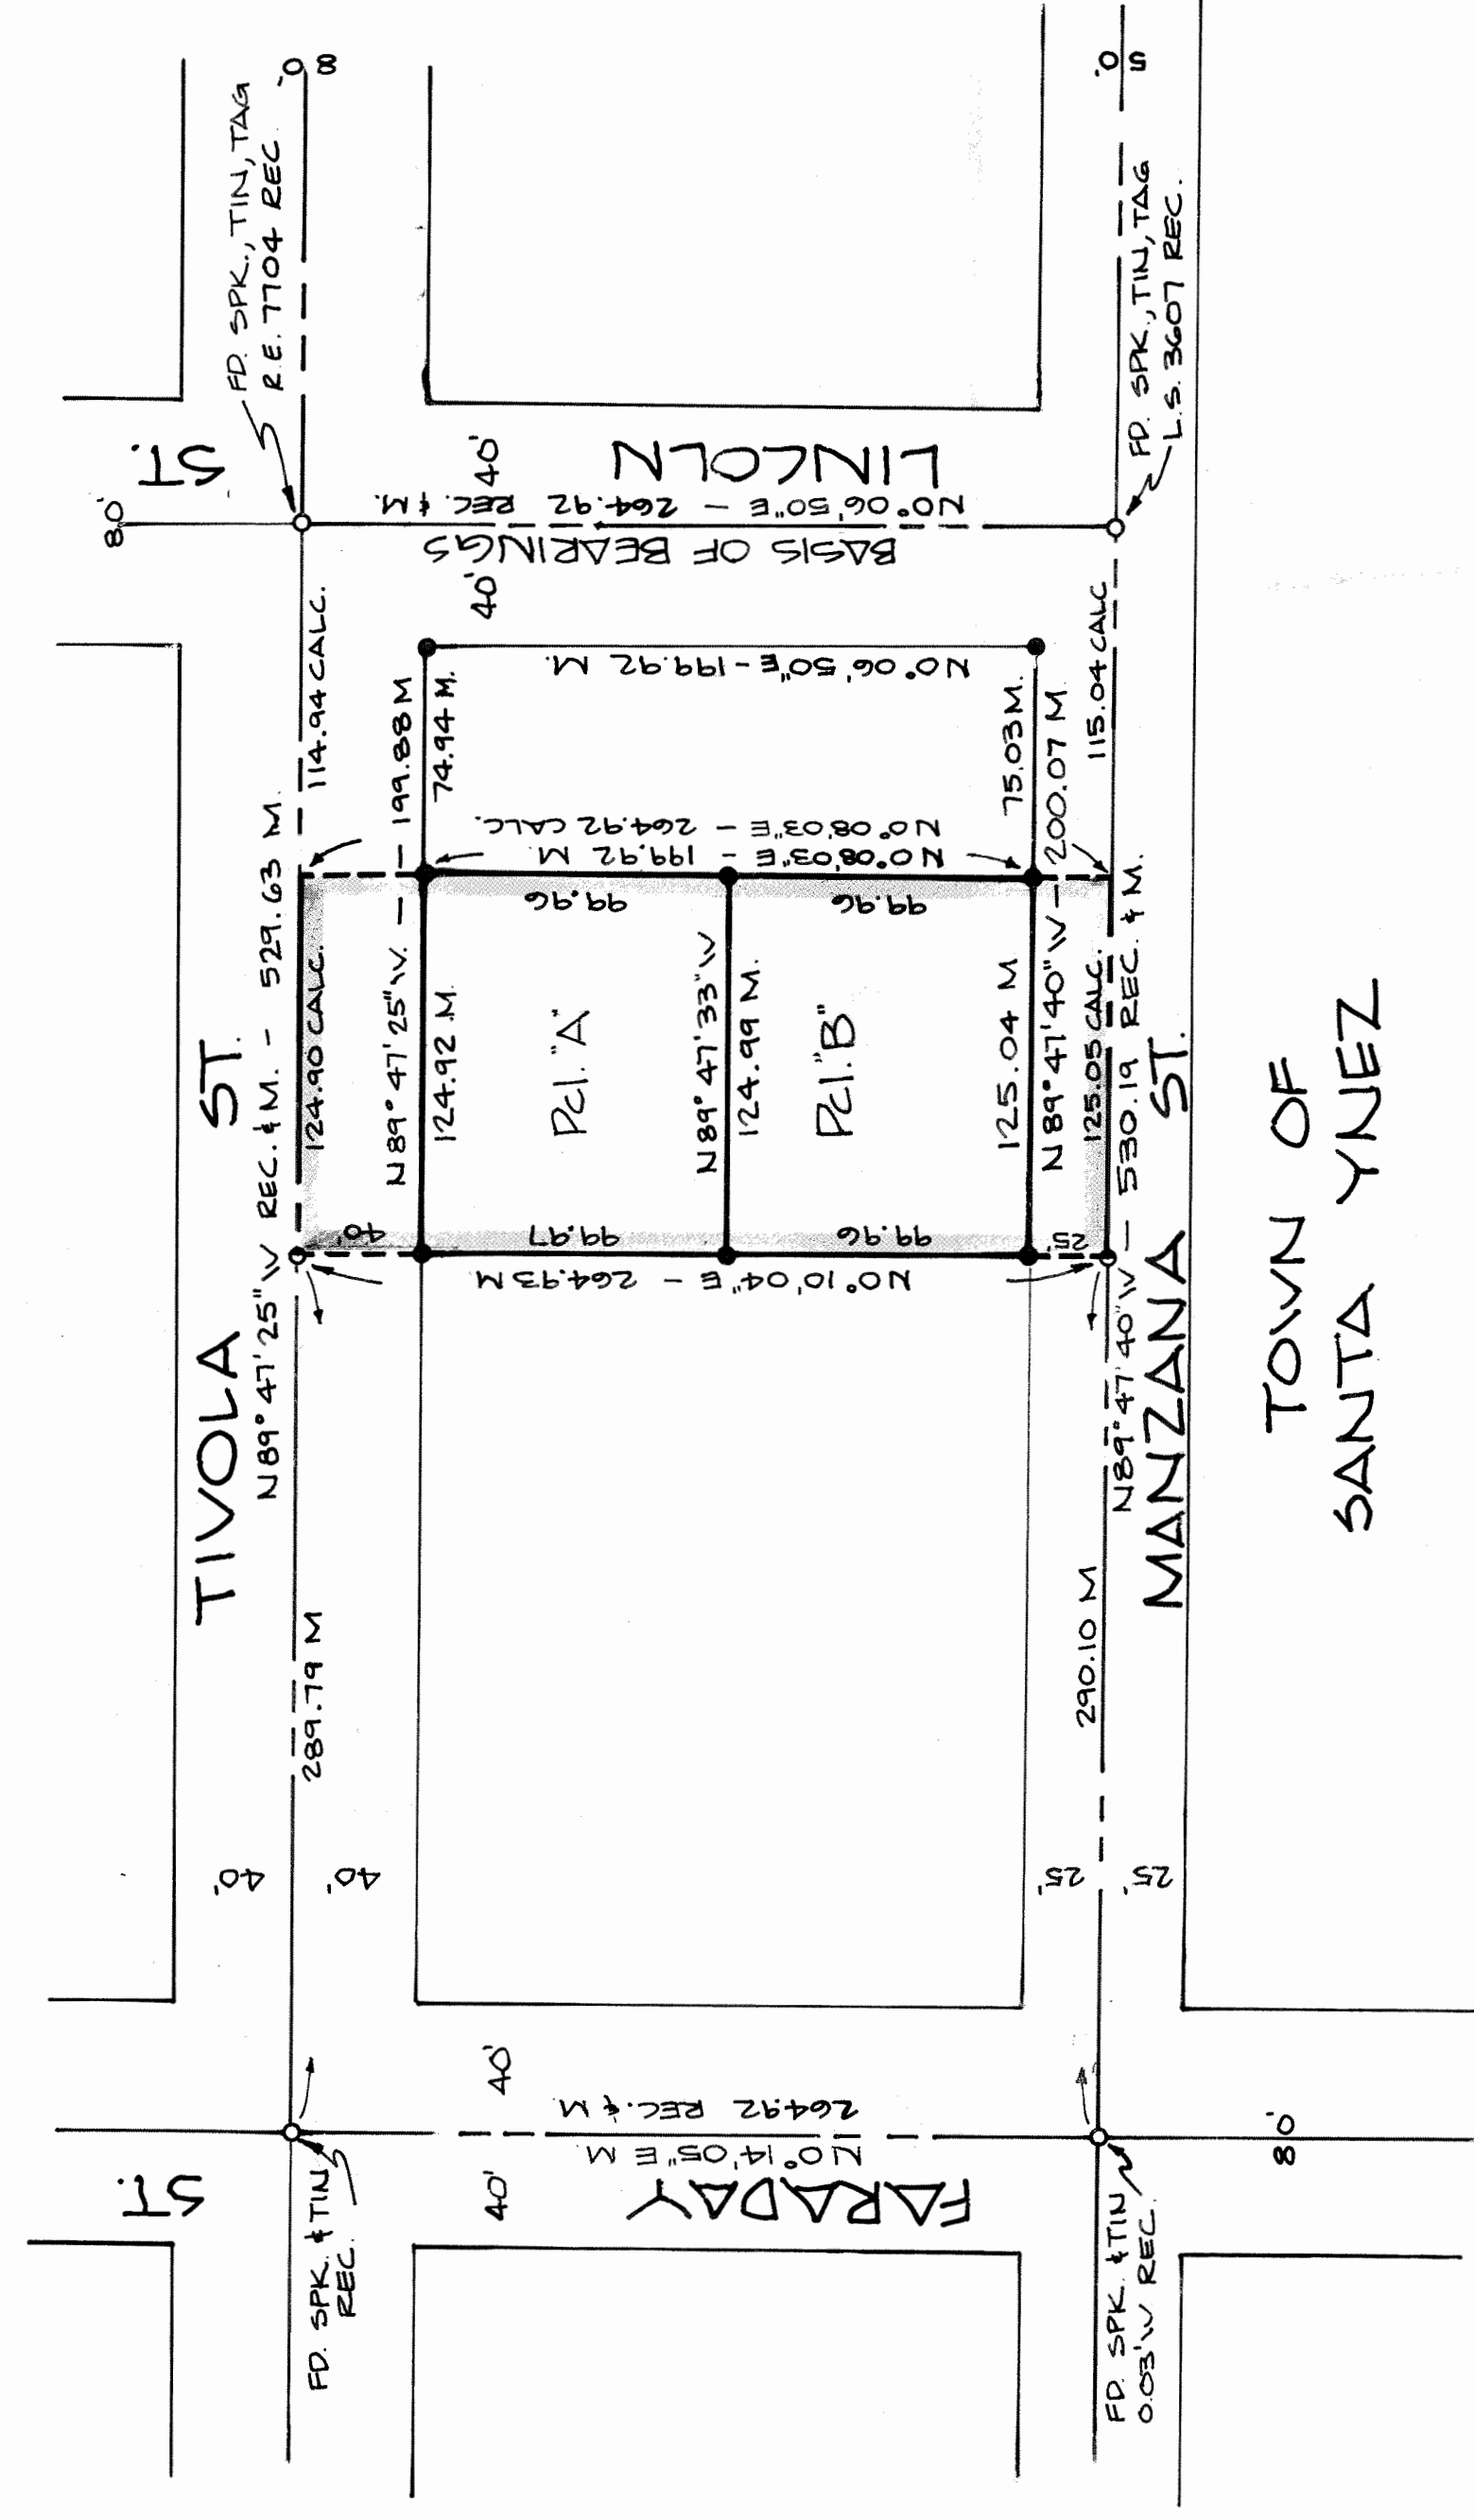 80'
ST.
FD. SPK., TIN, TAG
R.E. 7704 REC.
80'
40'
LINCOLN
N0°06'50"E — 264.92 REC. & M.
BASIS OF BEARINGS
40'
FD. SPK., TIN, TAG
L.S. 3607 REC.
50'
TIVOLA ST.
N89°47'25"W REC. & M. - 529.63 M.
289.79 M
124.90 CALC.
114.94 CALC.
N89°47'25"W. — 199.88 M
124.92 M.
74.94 M.
N0°06'50"E - 199.92 M.
N0°08'03"E — 264.92 CALC.
N0°08'03"E — 199.92 M.
99.96
99.96
Pcl. "A"
N89°47'33"W
124.99 M.
Pcl. "B"
125.04 M
75.03 M.
N89°47'40"W — 200.07 M
125.05 CALC.
115.04 CALC
40'
99.97
99.96
25'
N0°10'04"E — 264.93 M
290.10 M
N89°47'40"W — 530.19 REC. & M.
MANZANA ST.
40'
40'
25'
25'
TOWN OF
SANTA YNEZ
40'
264.92 REC. & M
N0°14'05"E M.
40'
FARADAY
ST.
FD. SPK. & TIN
REC.
FD. SPK. & TIN
0.03' W REC.
80'